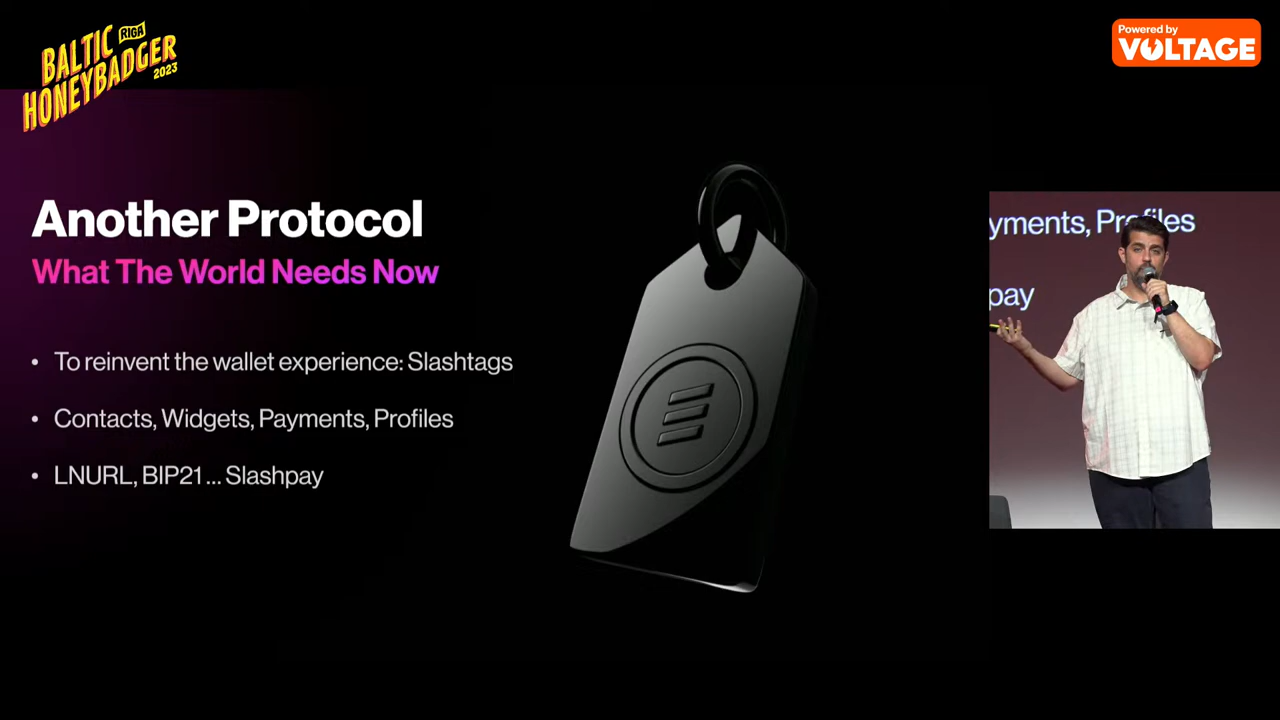 BALTIC
RIGA
HONEYBADGER
2023
Powered by
VOLTAGE
Another Protocol
What The World Needs Now
• To reinvent the wallet experience: Slashtags
• Contacts, Widgets, Payments, Profiles
• LNURL, BIP21... Slashpay
yments, Profiles
pay